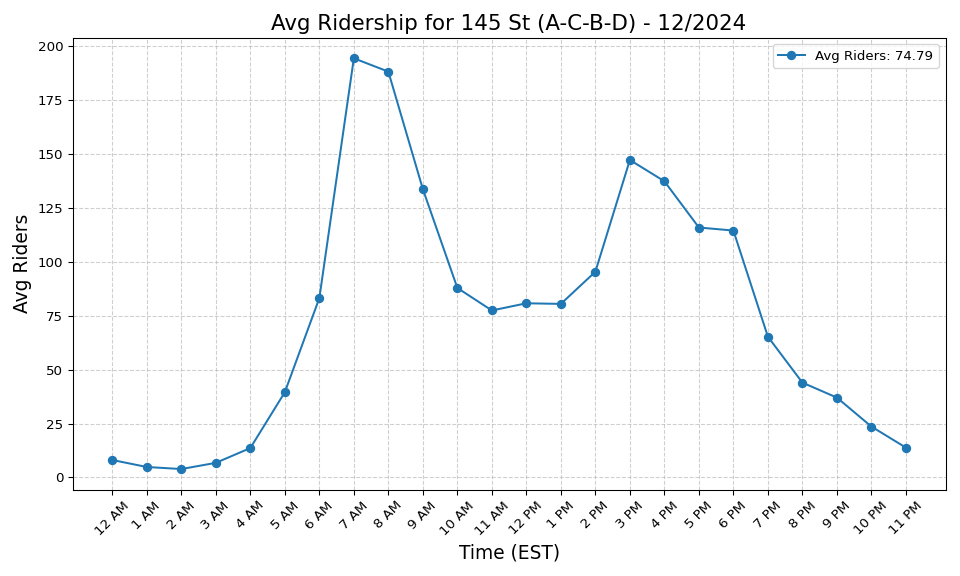 Avg Ridership for 145 St (A-C-B-D) - 12/2024
Avg Riders: 74.79
Avg Riders
200
175
150
125
100
75
50
25
0
12 AM
1 AM
2 AM
3 AM
4 AM
5 AM
6 AM
7 AM
8 AM
9 AM
10 AM
11 AM
12 PM
1 PM
2 PM
3 PM
4 PM
5 PM
6 PM
7 PM
8 PM
9 PM
10 PM
11 PM
Time (EST)